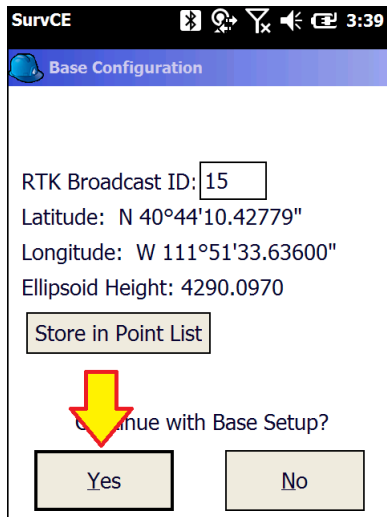 SurvCE 3:39
Base Configuration
RTK Broadcast ID: 15
Latitude: N 40°44'10.42779"
Longitude: W 111°51'33.63600"
Ellipsoid Height: 4290.0970
Store in Point List
with Base Setup?
Yes No